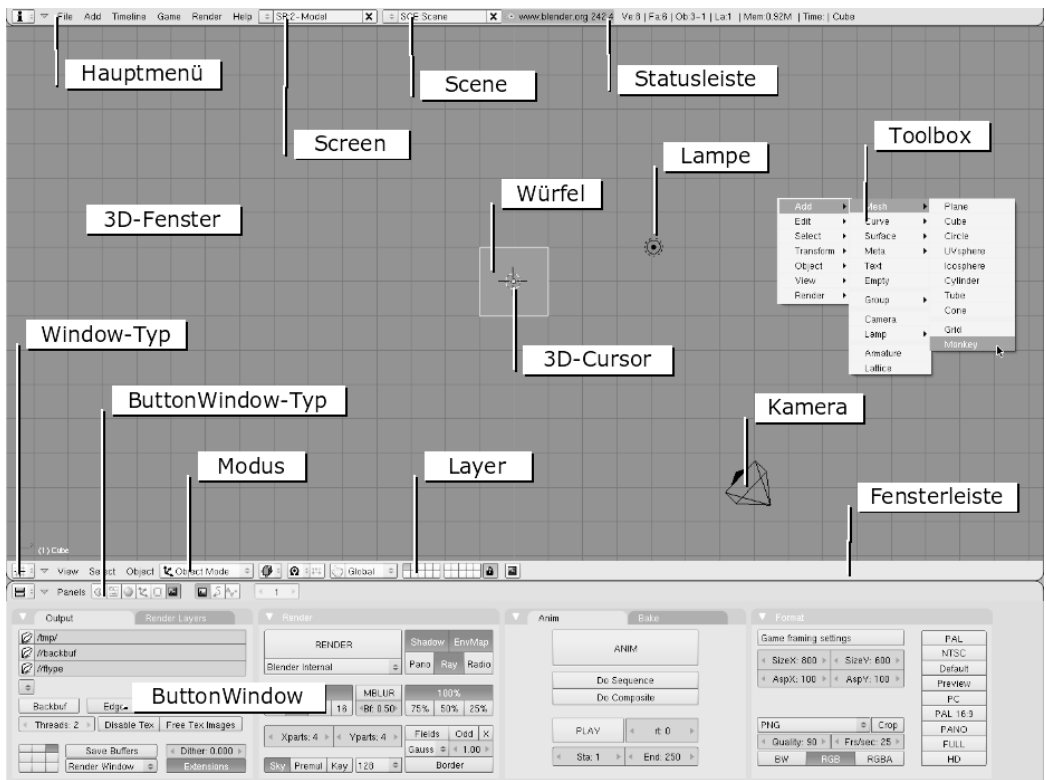 File Add Timeline Game Render Help SR:2-Model X SCE:Scene X www.blender.org 242 Ve:8 | Fa:6 | Ob:3-1 | La:1 | Mem:0.92M | Time: | Cube
Hauptmenü
Scene
Statusleiste
Screen
Lampe
Toolbox
Würfel
3D-Fenster
Add
Edit
Select
Transform
Object
View
Render
Mesh
Curve
Surface
Meta
Text
Empty
Group
Camera
Lamp
Armature
Lattice
Plane
Cube
Circle
UVsphere
Icosphere
Cylinder
Tube
Cone
Grid
Monkey
Window-Typ
3D-Cursor
ButtonWindow-Typ
Kamera
Modus
Layer
Fensterleiste
(1) Cube
View Select Object Object Mode Global
Panels 1
Output Render Layers
/tmp/
//backbuf
//ftype
Backbuf
Threads: 2 Disable Tex Free Tex Images
Save Buffers Dither: 0.000
Render Window Extensions
ButtonWindow
Render
RENDER
Blender Internal
Shadow EnvMap
Pano Ray Radio
16 MBLUR 100%
Bf: 0.50 75% 50% 25%
Xparts: 4 Yparts: 4 Fields Odd X
Gauss 1.00
Sky Premul Key 128 Border
Anim Bake
ANIM
Do Sequence
Do Composite
PLAY rt: 0
Sta: 1 End: 250
Format
Game framing settings
SizeX: 800 SizeY: 600
AspX: 100 AspY: 100
PNG Crop
Quality: 90 Frs/sec: 25
BW RGB RGBA
PAL
NTSC
Default
Preview
PC
PAL 16:9
PANO
FULL
HD